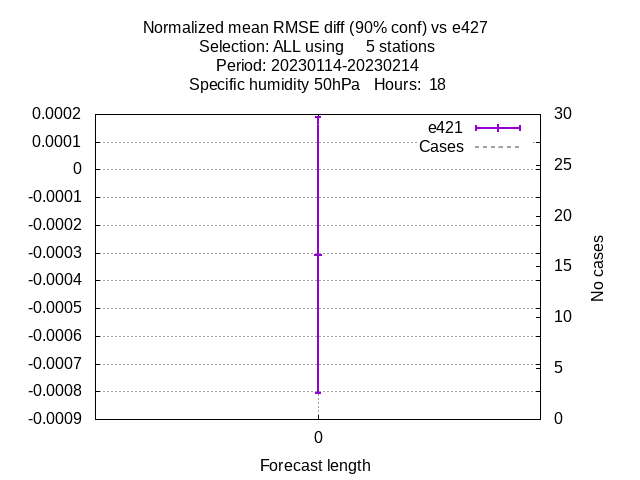 Normalized mean RMSE diff (90% conf) vs e427
Selection: ALL using     5 stations
Period: 20230114-20230214
Specific humidity 50hPa   Hours:  18
0.0002
0.0001
0
-0.0001
-0.0002
-0.0003
-0.0004
-0.0005
-0.0006
-0.0007
-0.0008
-0.0009
e421
Cases
30
25
20
15
10
5
0
No cases
0
Forecast length